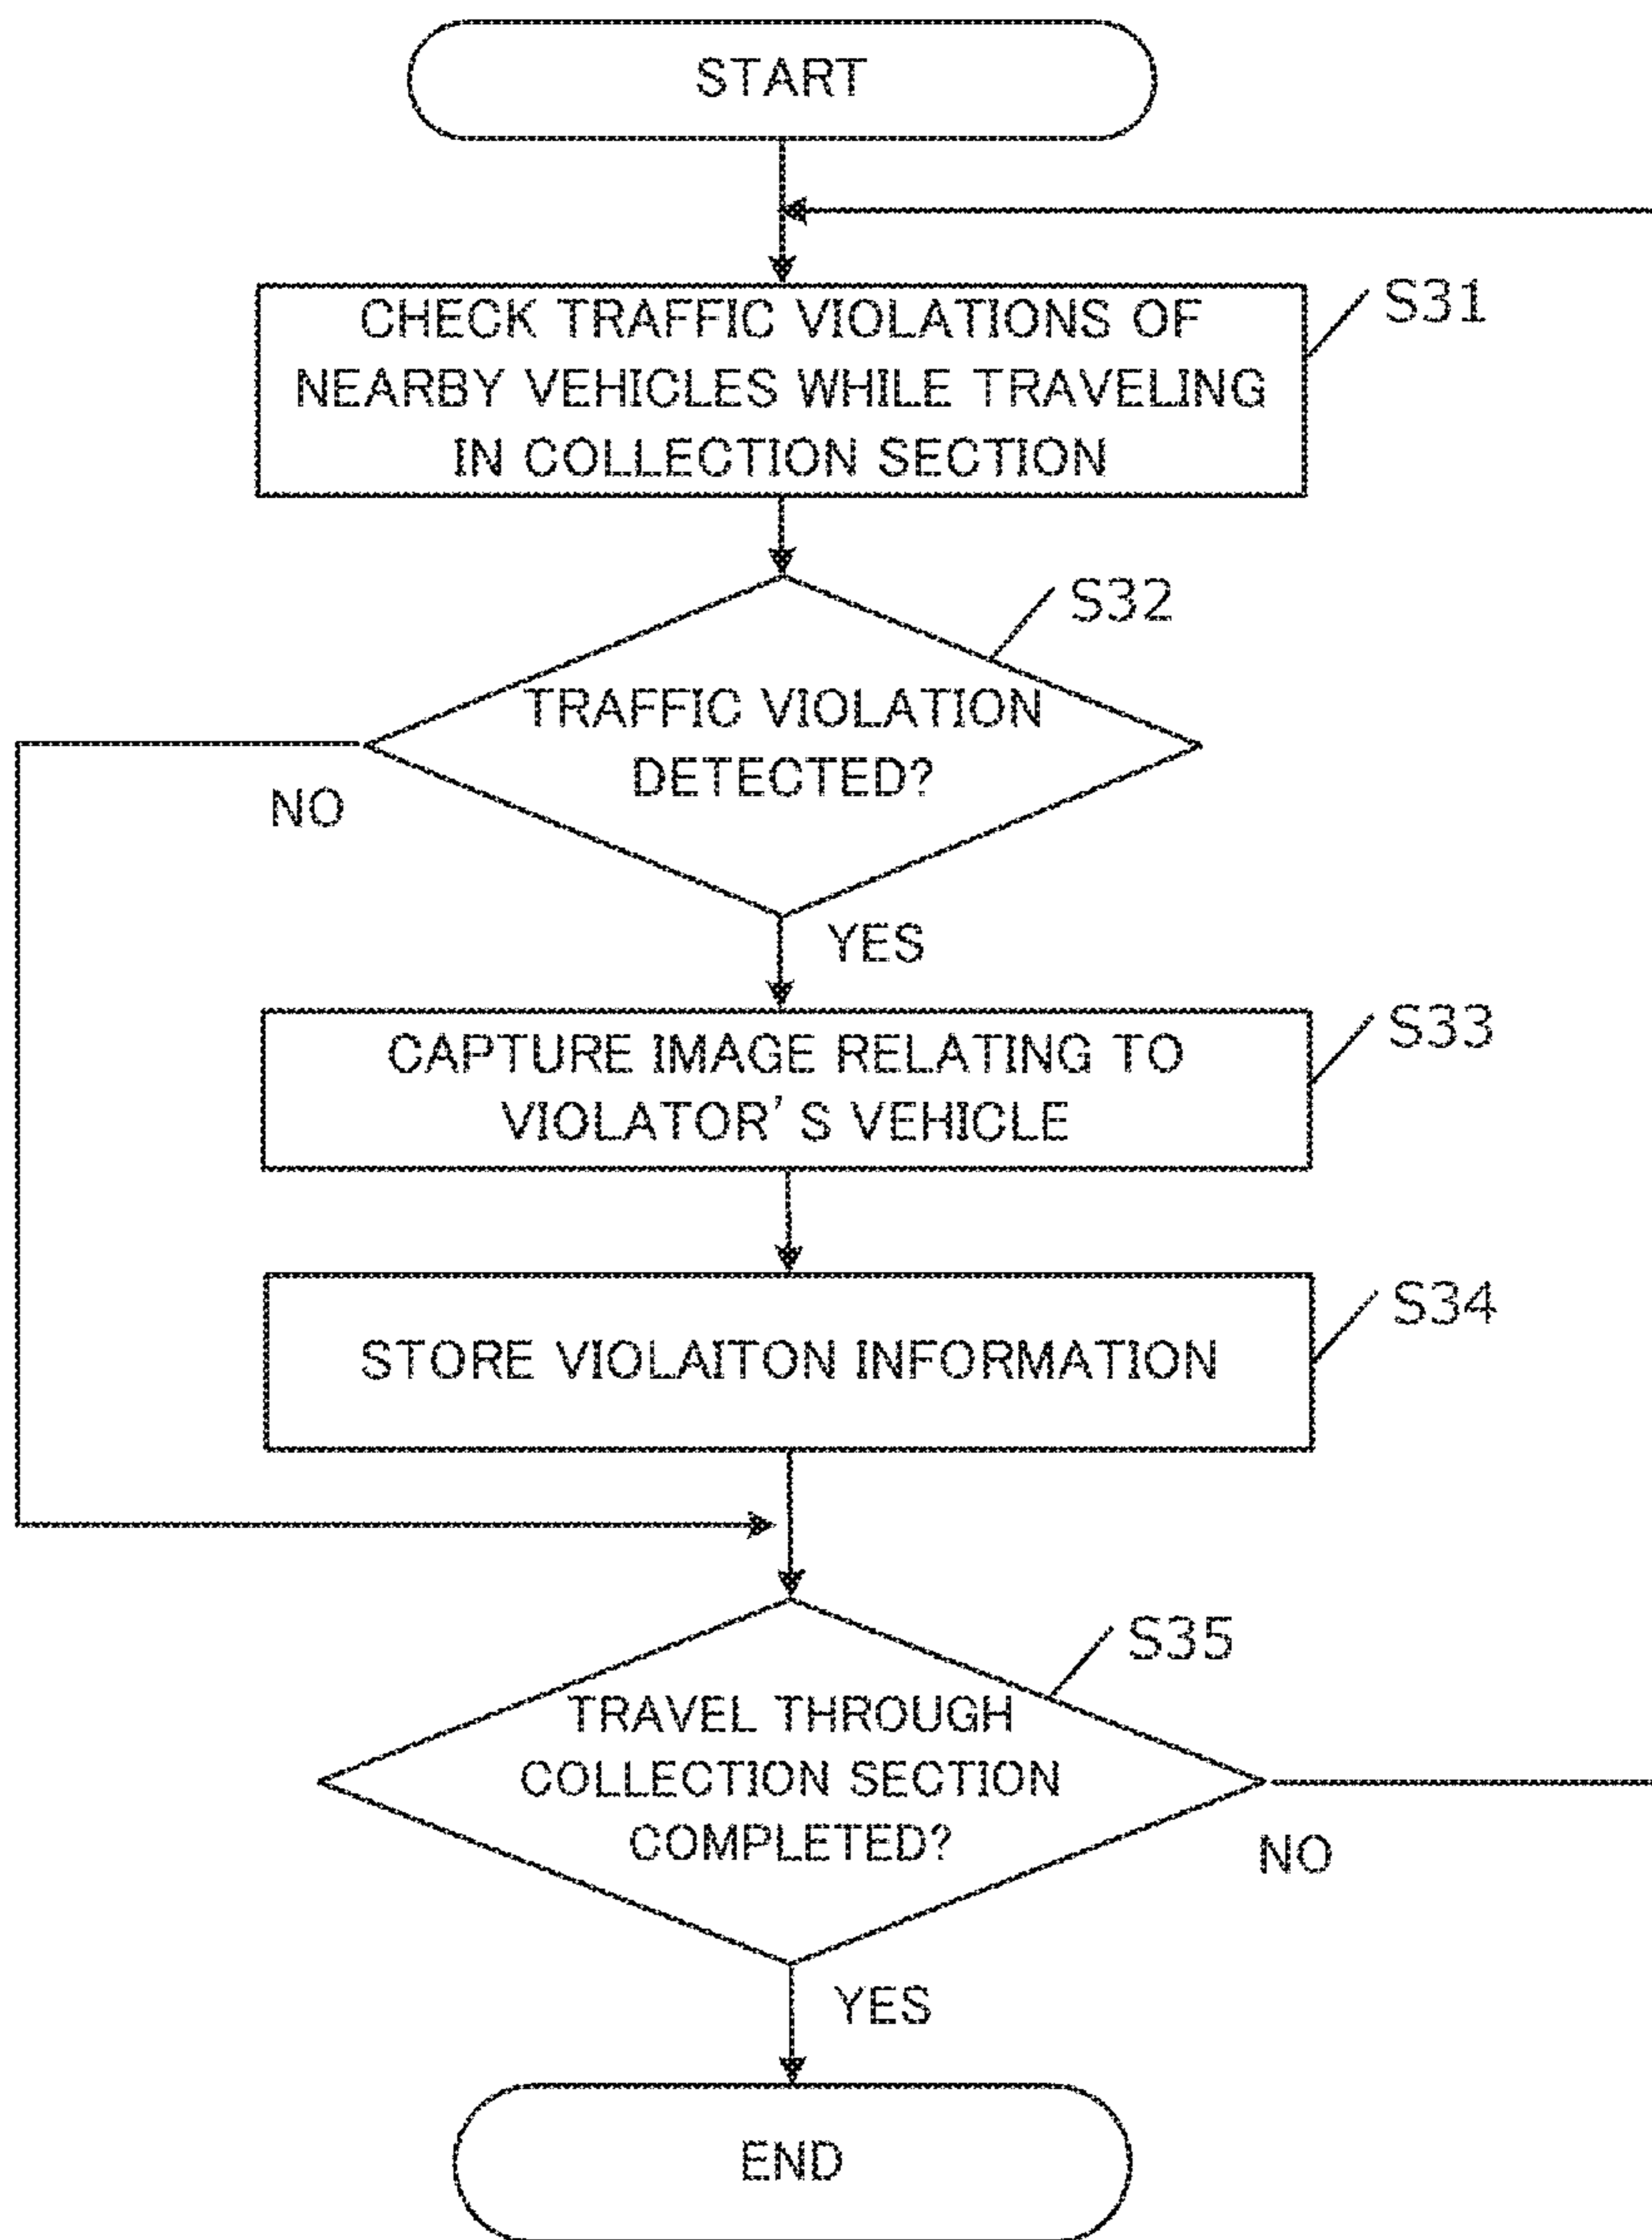 START
CHECK TRAFFIC VIOLATIONS OF
NEARBY VEHICLES WHILE TRAVELING
IN COLLECTION SECTION
S31
S32
TRAFFIC VIOLATION
DETECTED?
NO
YES
CAPTURE IMAGE RELATING TO
VIOLATOR'S VEHICLE
S33
STORE VIOLAITON INFORMATION
S34
S35
TRAVEL THROUGH
COLLECTION SECTION
COMPLETED?
NO
YES
END